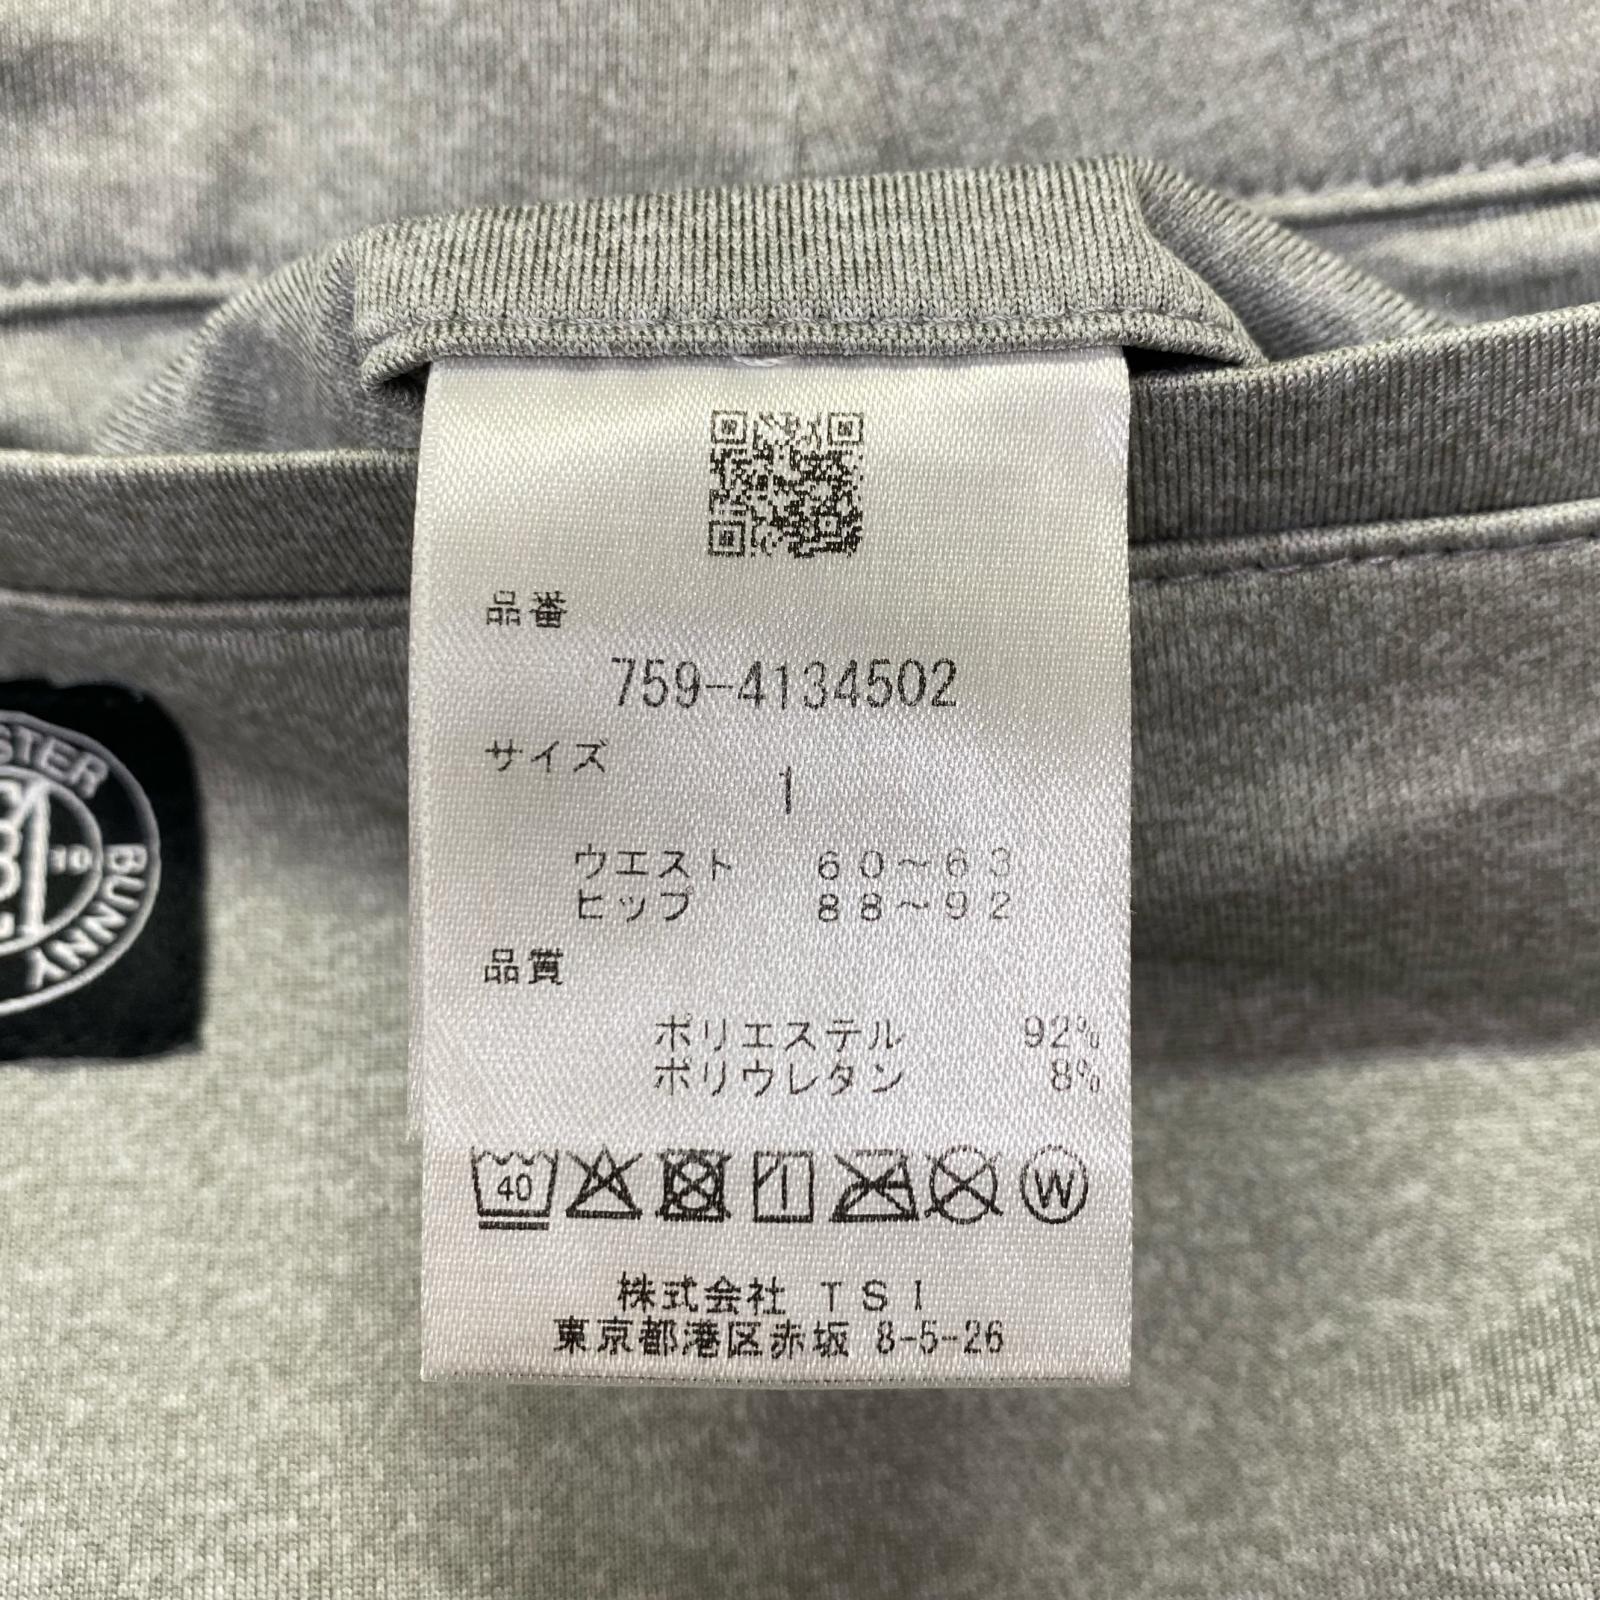 品番
759-4134502
サイズ
1
ウエスト 60～63
ヒップ 88～92
品質
ポリエステル 92%
ポリウレタン 8%
40
W
株式会社 TSI
東京都港区赤坂 8-5-26
BUNNY
10